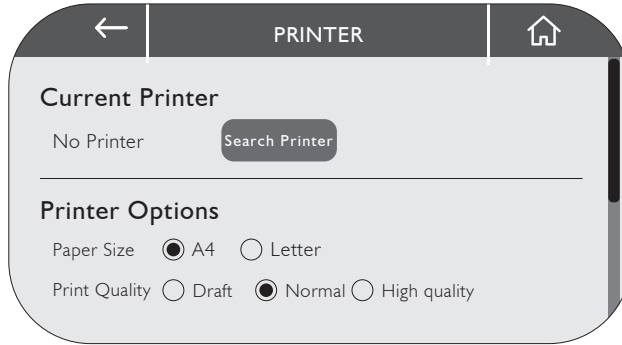 PRINTER
Current Printer
No Printer Search Printer
Printer Options
Paper Size A4 Letter
Print Quality Draft Normal High quality